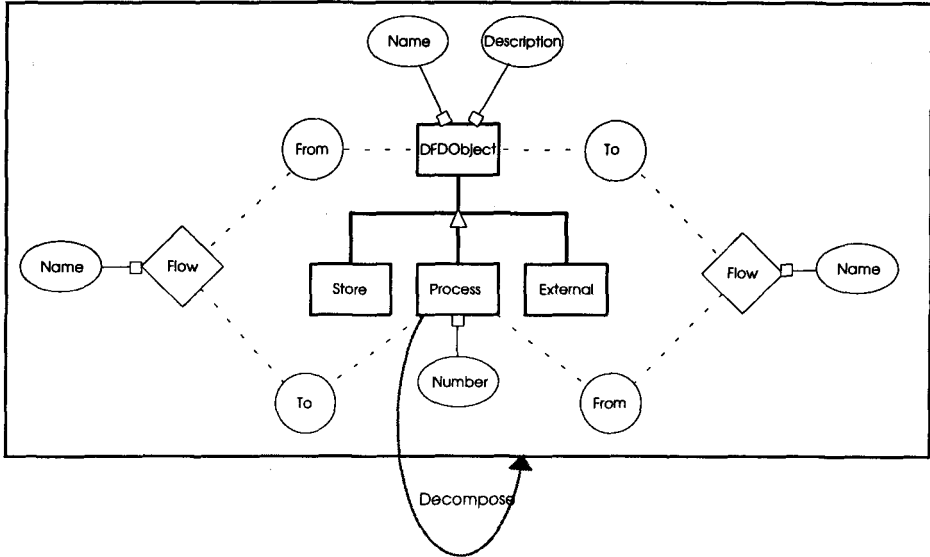 Name
Description
From
DFDObject
To
Name
Flow
Store
Process
External
Flow
Name
To
Number
From
Decompose